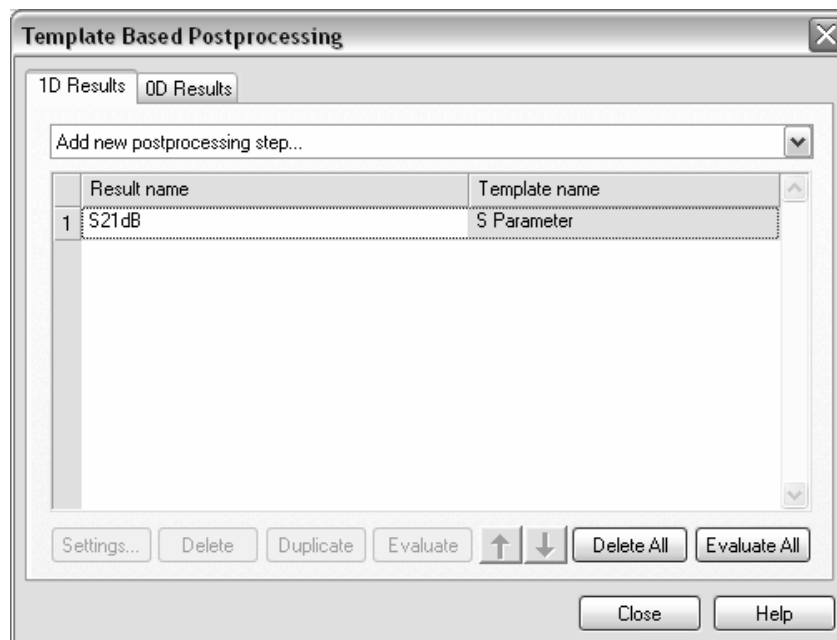 Template Based Postprocessing
1D Results
0D Results
Add new postprocessing step...
Result name Template name
1 S21dB S Parameter
Settings... Delete Duplicate Evaluate Delete All Evaluate All
Close Help